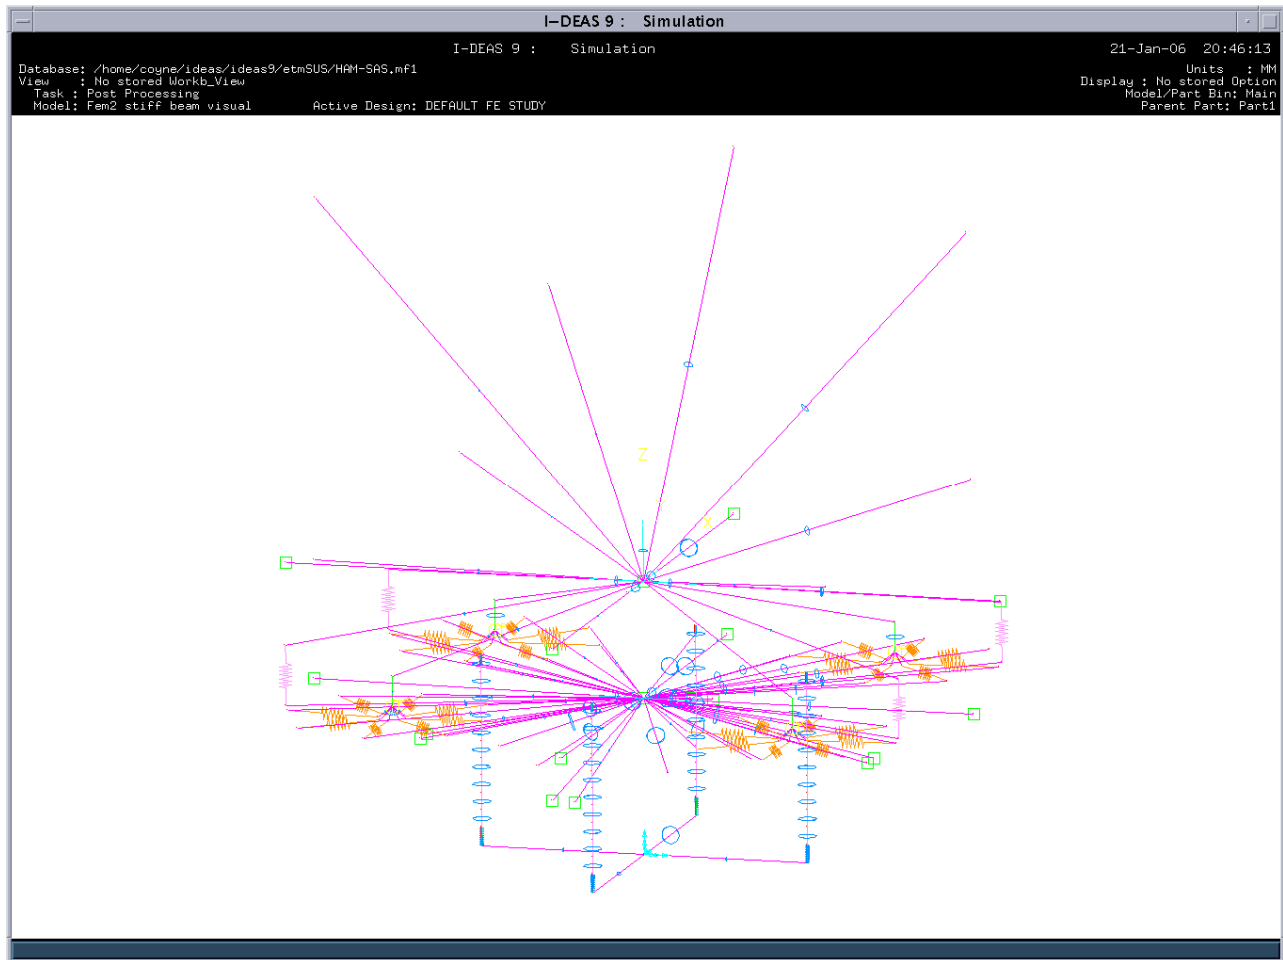 I-DEAS 9 : Simulation
I-DEAS 9 : Simulation
21-Jan-06 20:46:13
Database: /home/coyne/ideas/ideas9/etmSUS/HAM-SAS.mf1
Units : MM
View : No stored Workb_View
Display : No stored Option
Task : Post Processing
Model/Part Bin: Main
Model: Fem2 stiff beam visual Active Design: DEFAULT FE STUDY
Parent Part: Part1
Z
X